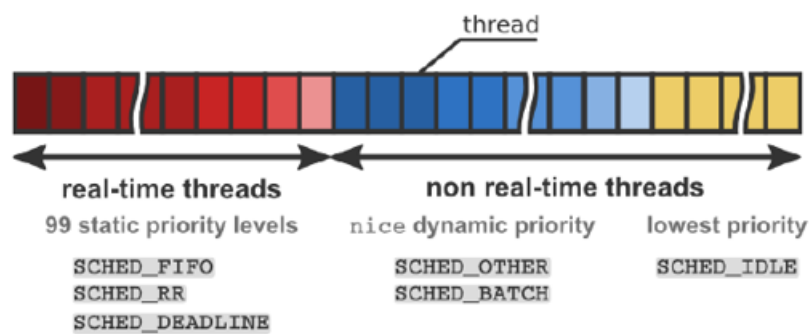 thread
real-time threads
non real-time threads
99 static priority levels
nice dynamic priority
lowest priority
SCHED_FIFO
SCHED_RR
SCHED_DEADLINE
SCHED_OTHER
SCHED_BATCH
SCHED_IDLE